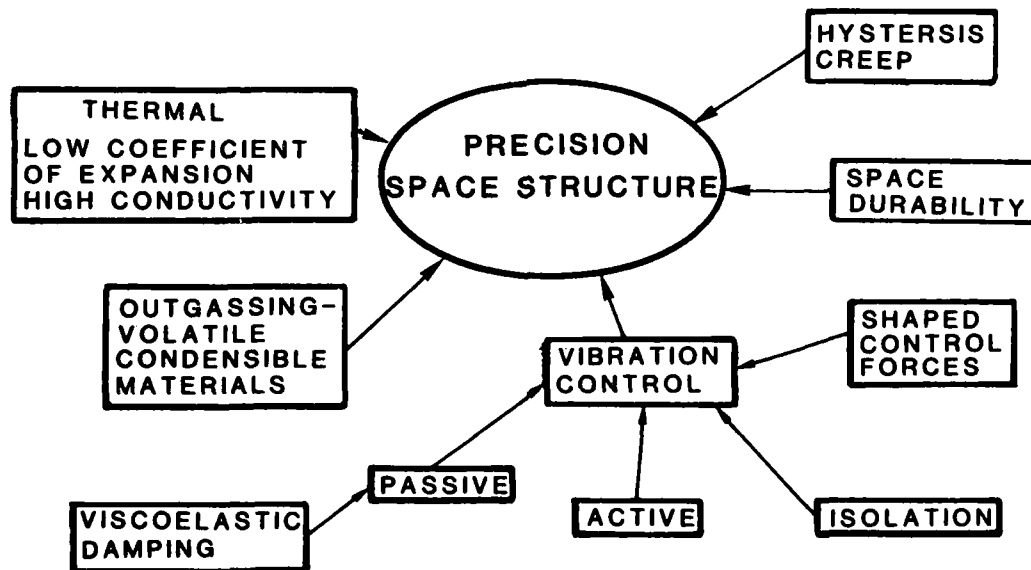 HYSTERSIS
CREEP
THERMAL
LOW COEFFICIENT
OF EXPANSION
HIGH CONDUCTIVITY
PRECISION
SPACE STRUCTURE
SPACE
DURABILITY
OUTGASSING-
VOLATILE
CONDENSIBLE
MATERIALS
VIBRATION
CONTROL
SHAPED
CONTROL
FORCES
PASSIVE
ACTIVE
ISOLATION
VISCOELASTIC
DAMPING